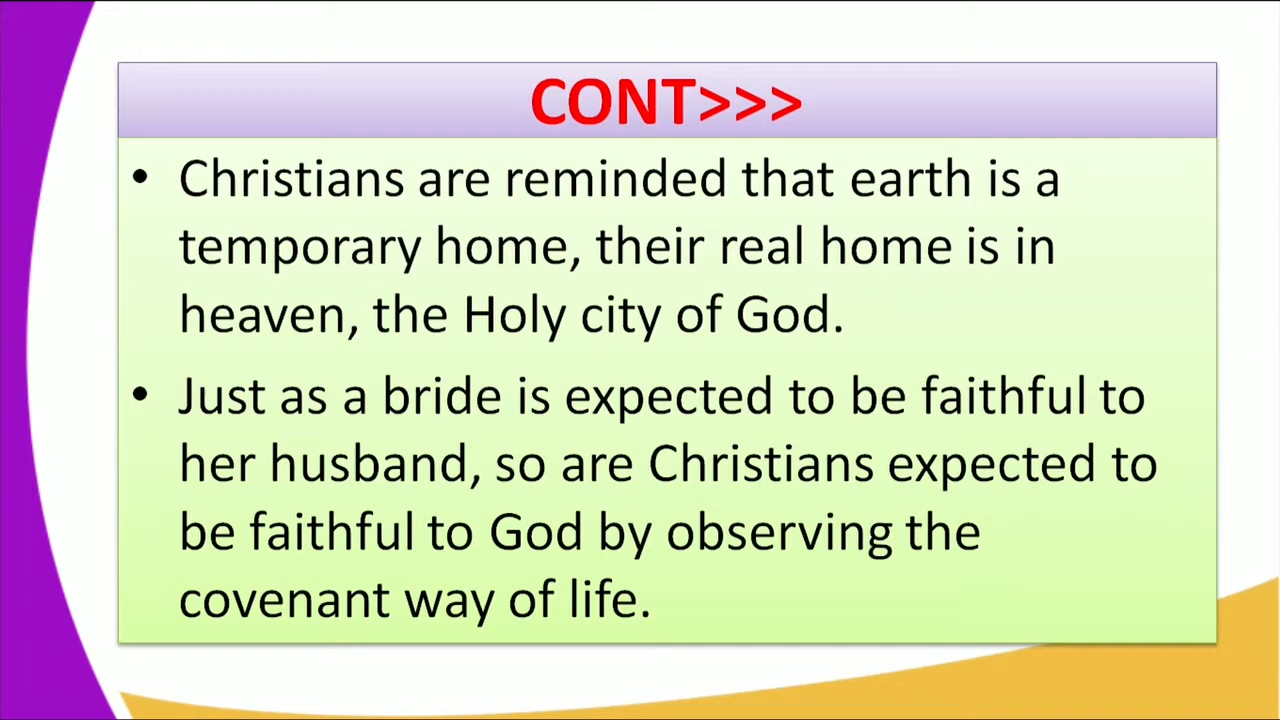 CONT>>>
• Christians are reminded that earth is a
temporary home, their real home is in
heaven, the Holy city of God.
• Just as a bride is expected to be faithful to
her husband, so are Christians expected to
be faithful to God by observing the
covenant way of life.